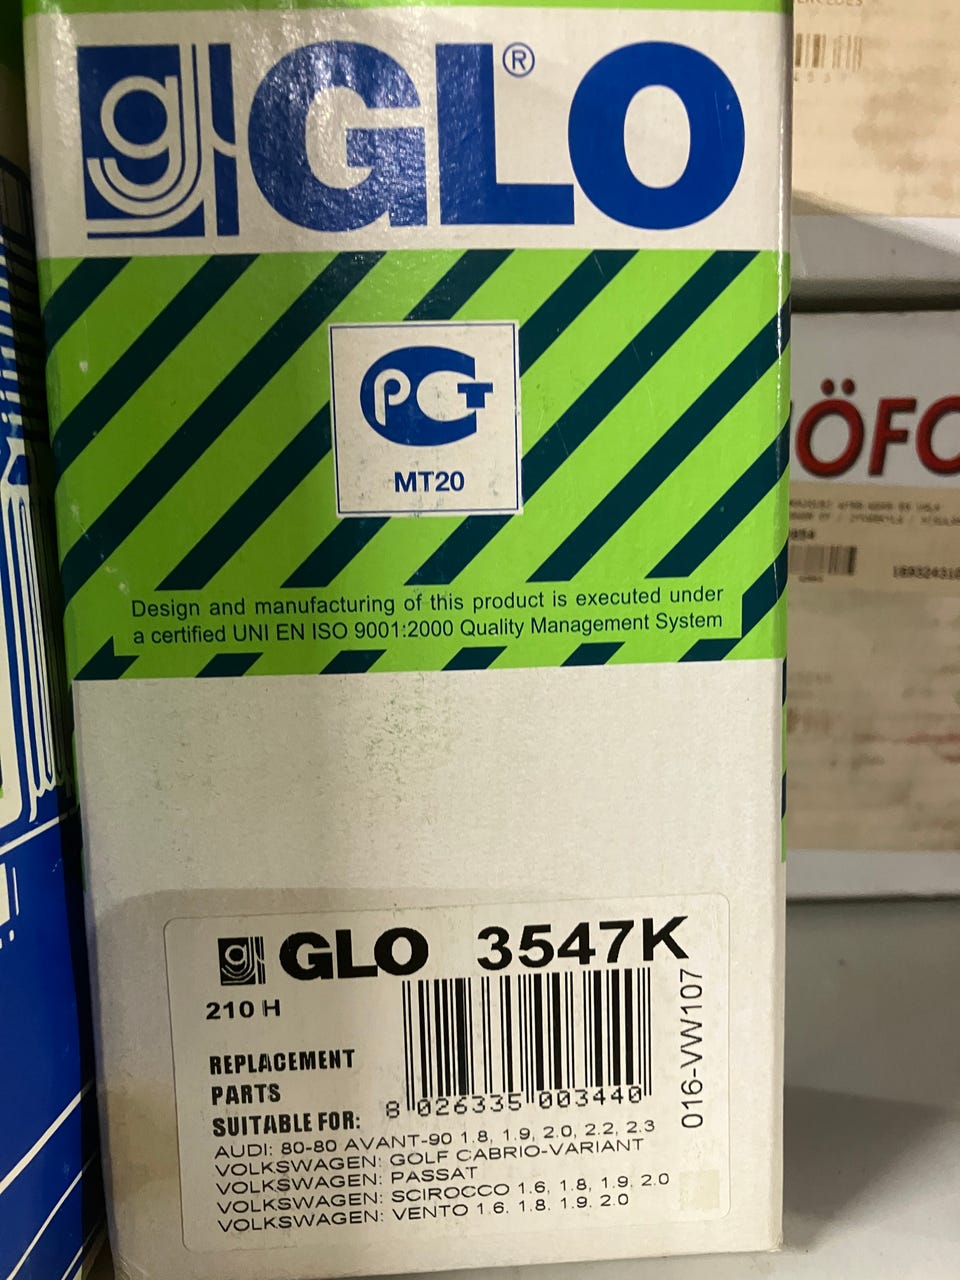 gl GLO®
РСТ
MT20
Design and manufacturing of this product is executed under
a certified UNI EN ISO 9001:2000 Quality Management System
gl GLO 3547K
210 H
016-VW107
REPLACEMENT
PARTS
SUITABLE FOR:
8 026335 003440
AUDI: 80-80 AVANT-90 1.8, 1.9, 2.0, 2.2, 2.3
VOLKSWAGEN: GOLF CABRIO-VARIANT
VOLKSWAGEN: PASSAT
VOLKSWAGEN: SCIROCCO 1.6, 1.8, 1.9, 2.0
VOLKSWAGEN: VENTO 1.6. 1.8. 1.9. 2.0
ÖFC